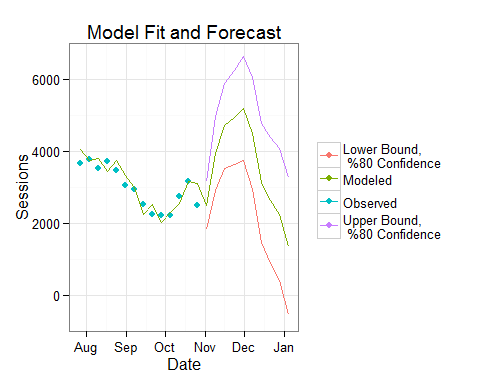 Model Fit and Forecast
6000
4000
2000
0
Sessions
Aug Sep Oct Nov Dec Jan
Date
Lower Bound,
%80 Confidence
Modeled
Observed
Upper Bound,
%80 Confidence